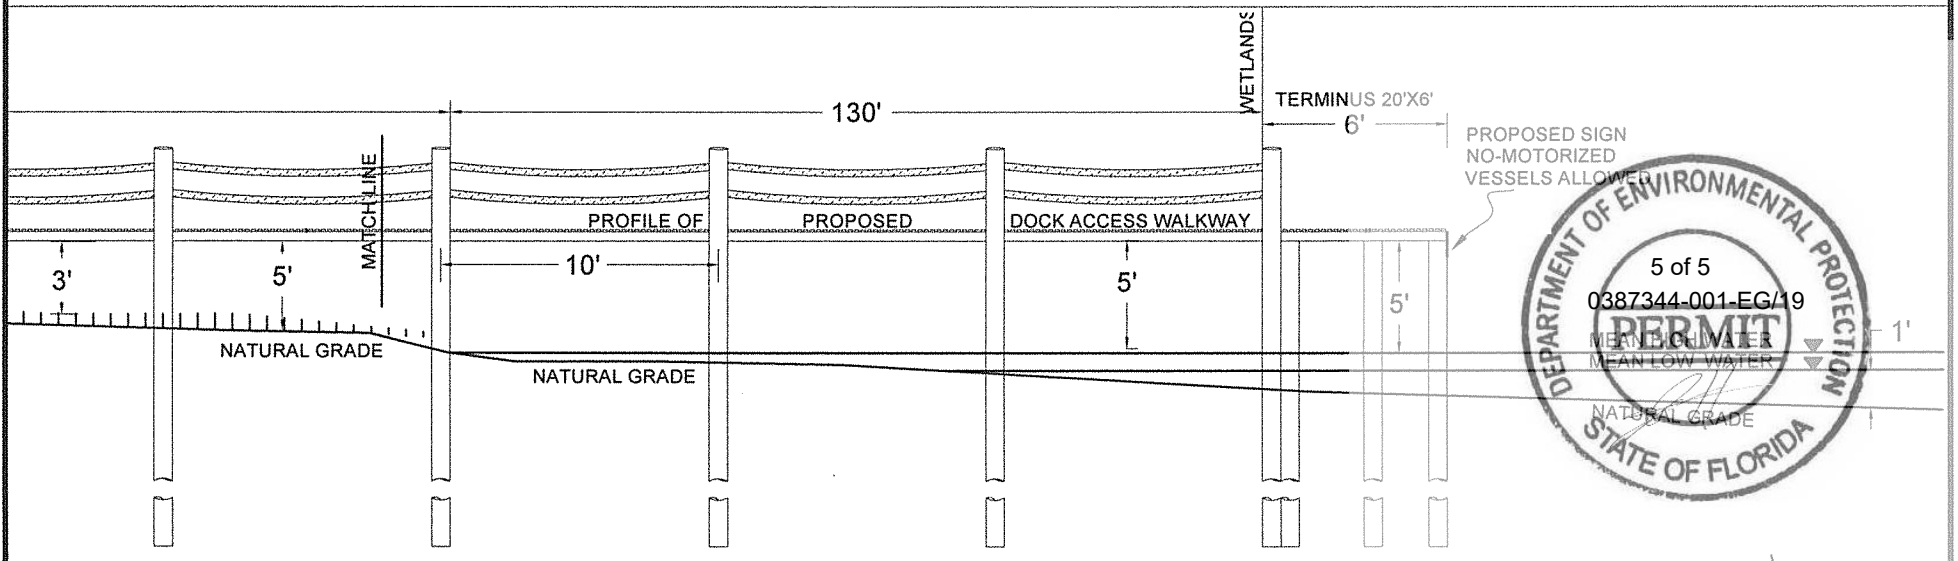 WETLANDS
130'
TERMINUS 20'X6'
6'
PROPOSED SIGN
NO-MOTORIZED
VESSELS ALLOWED
MATCH LINE
PROFILE OF PROPOSED DOCK ACCESS WALKWAY
3'
5'
10'
5'
5'
NATURAL GRADE
NATURAL GRADE
DEPARTMENT OF ENVIRONMENTAL PROTECTION
5 of 5
0387344-001-EG/19
PERMIT
MEAN HIGH WATER
MEAN LOW WATER
1'
NATURAL GRADE
STATE OF FLORIDA